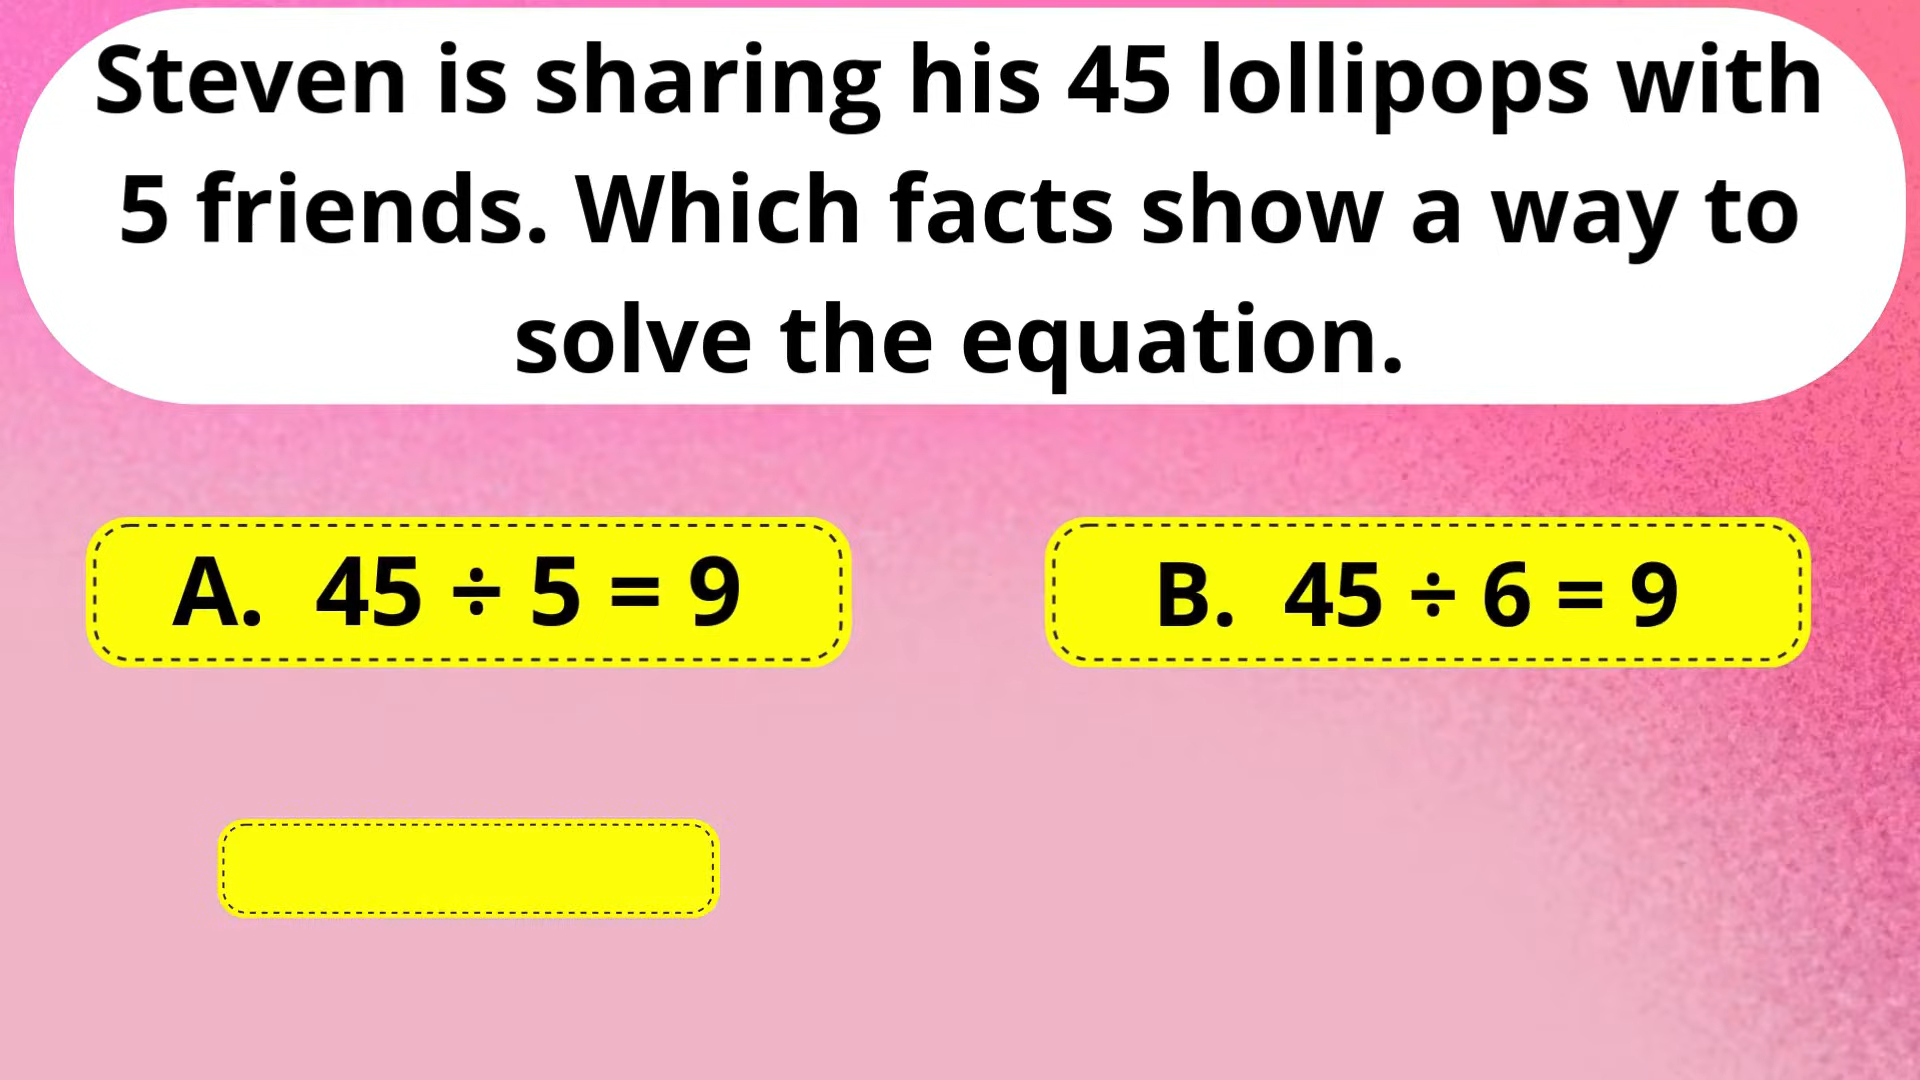 Steven is sharing his 45 lollipops with
5 friends. Which facts show a way to
solve the equation.
A. 45 ÷ 5 = 9
B. 45 ÷ 6 = 9